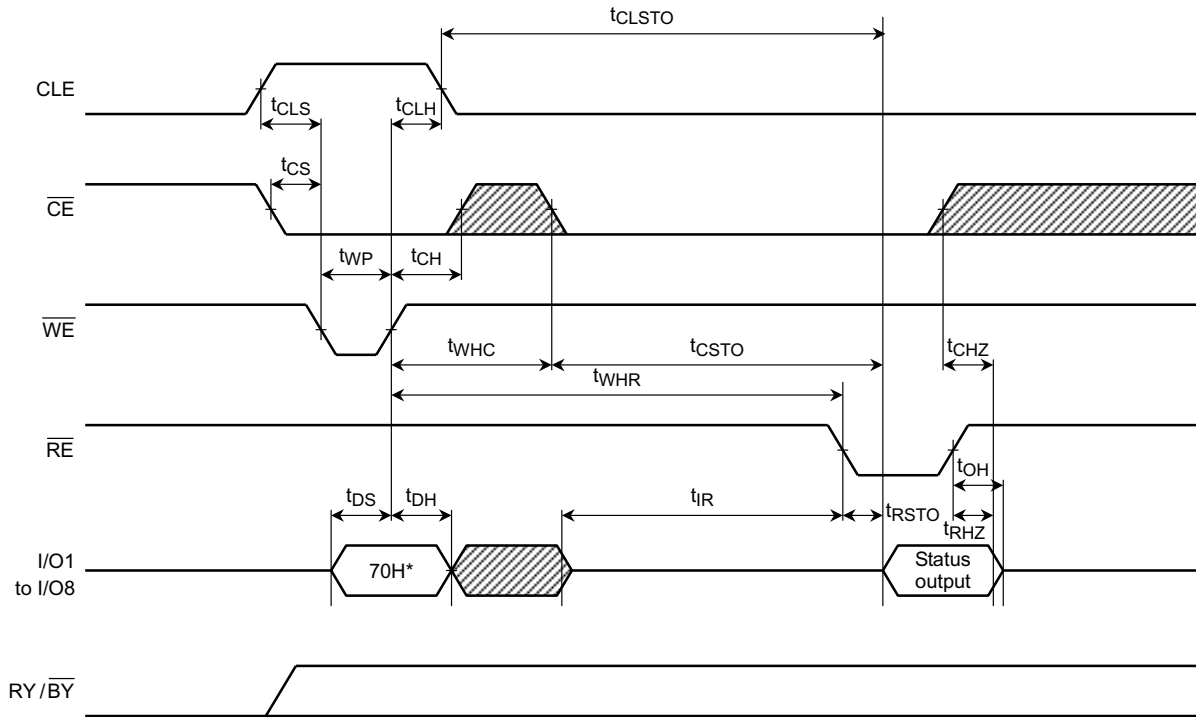 tCLSTO
CLE
tCLS
tCLH
tCS
CE
tWP
tCH
WE
tWHC
tCSTO
tCHZ
tWHR
RE
tOH
tDS
tDH
tIR
tRSTO
tRHZ
I/O1
to I/O8
70H*
Status
output
RY/BY